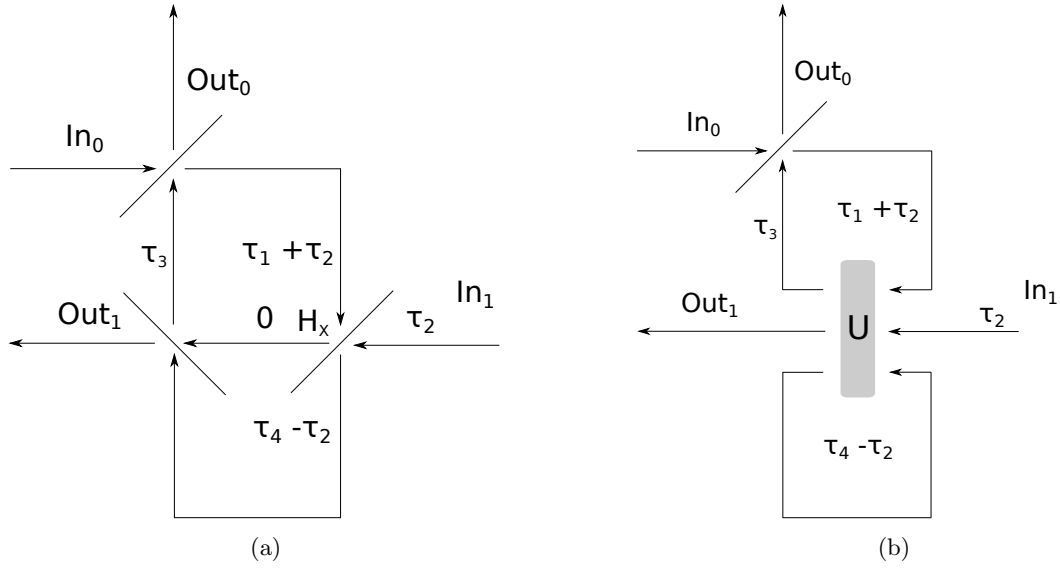 Out₀
In₀
τ₃
τ₁ +τ₂
Out₁
0
Hₓ
τ₂
In₁
τ₄ -τ₂
(a)
Out₀
In₀
τ₃
τ₁ +τ₂
Out₁
U
τ₂
In₁
τ₄ -τ₂
(b)